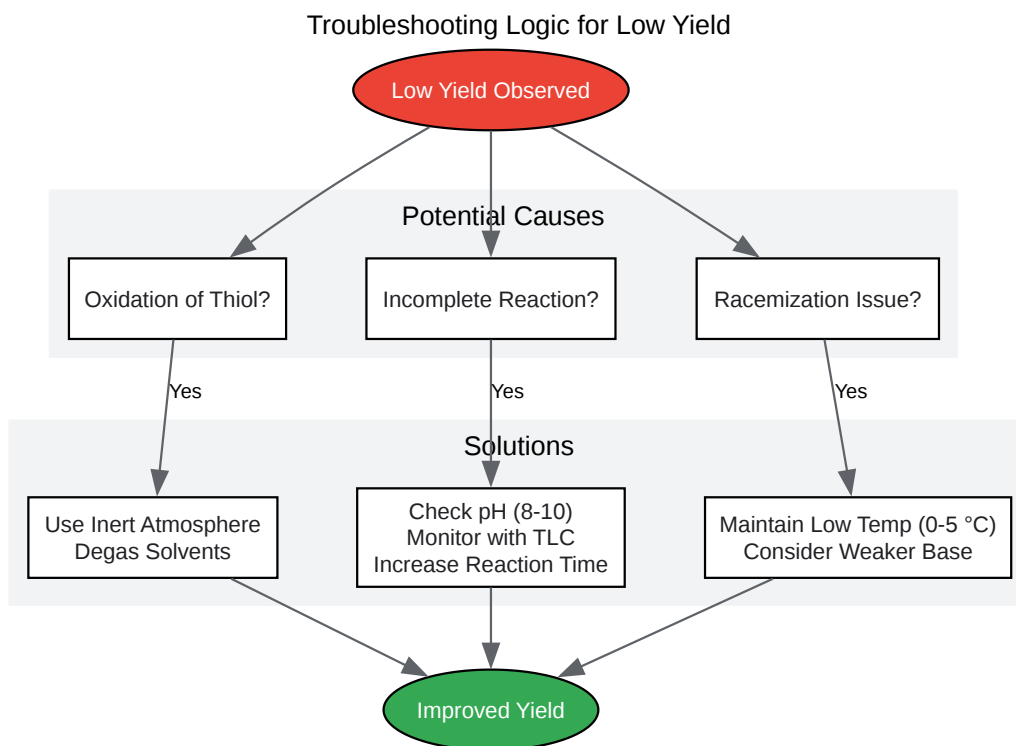 Troubleshooting Logic for Low Yield
Low Yield Observed
Potential Causes
Oxidation of Thiol?
Incomplete Reaction?
Racemization Issue?
Yes
Yes
Yes
Solutions
Use Inert Atmosphere
Degas Solvents
Check pH (8-10)
Monitor with TLC
Increase Reaction Time
Maintain Low Temp (0-5 °C)
Consider Weaker Base
Improved Yield